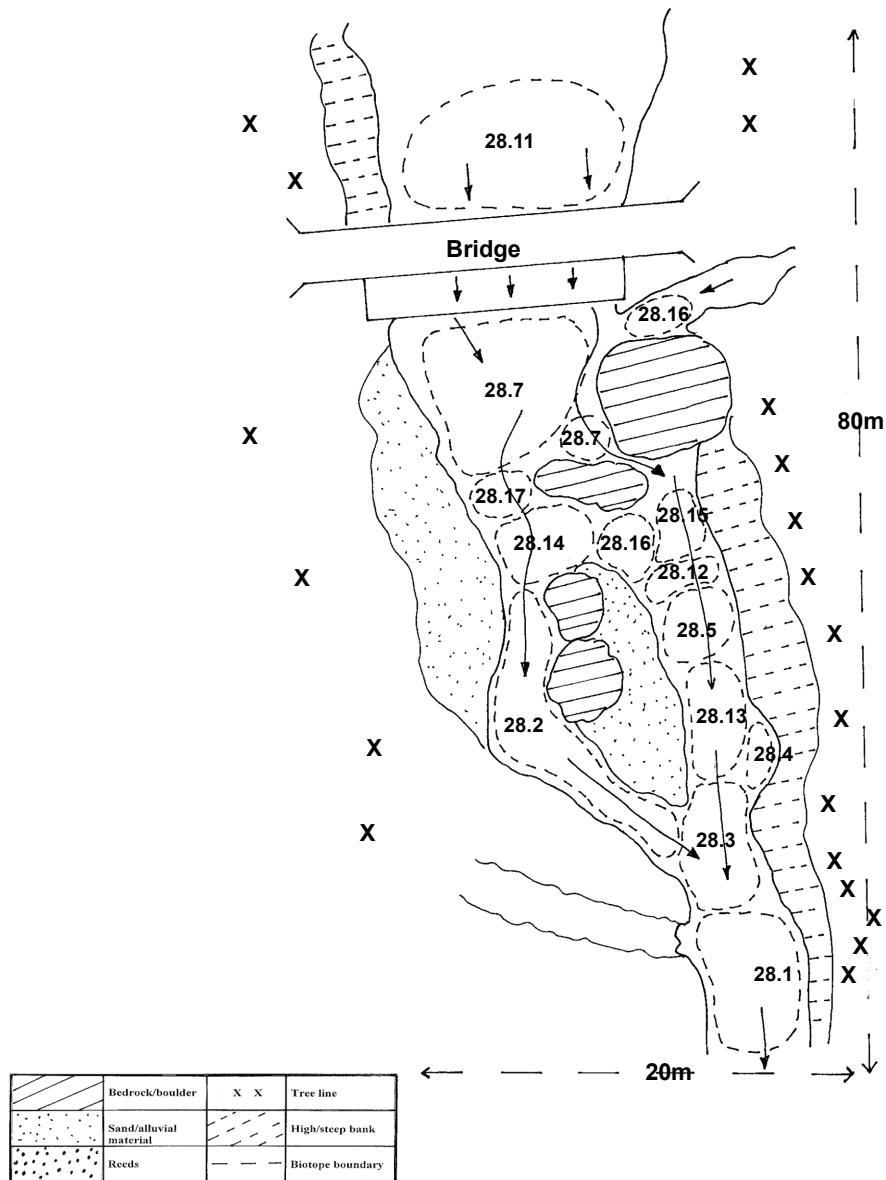 X
X
X
28.11
X
Bridge
28.16
X
80m
28.7
X
28.7
X
28.17
28.15
X
28.14
28.16
28.12
X
X
28.5
X
28.13
X
28.2
28.4
X
X
X
28.3
X
X
X
X
28.1
X
20m
Bedrock/boulder
X X
Tree line
Sand/alluvial
material
High/steep bank
Reeds
Biotope boundary